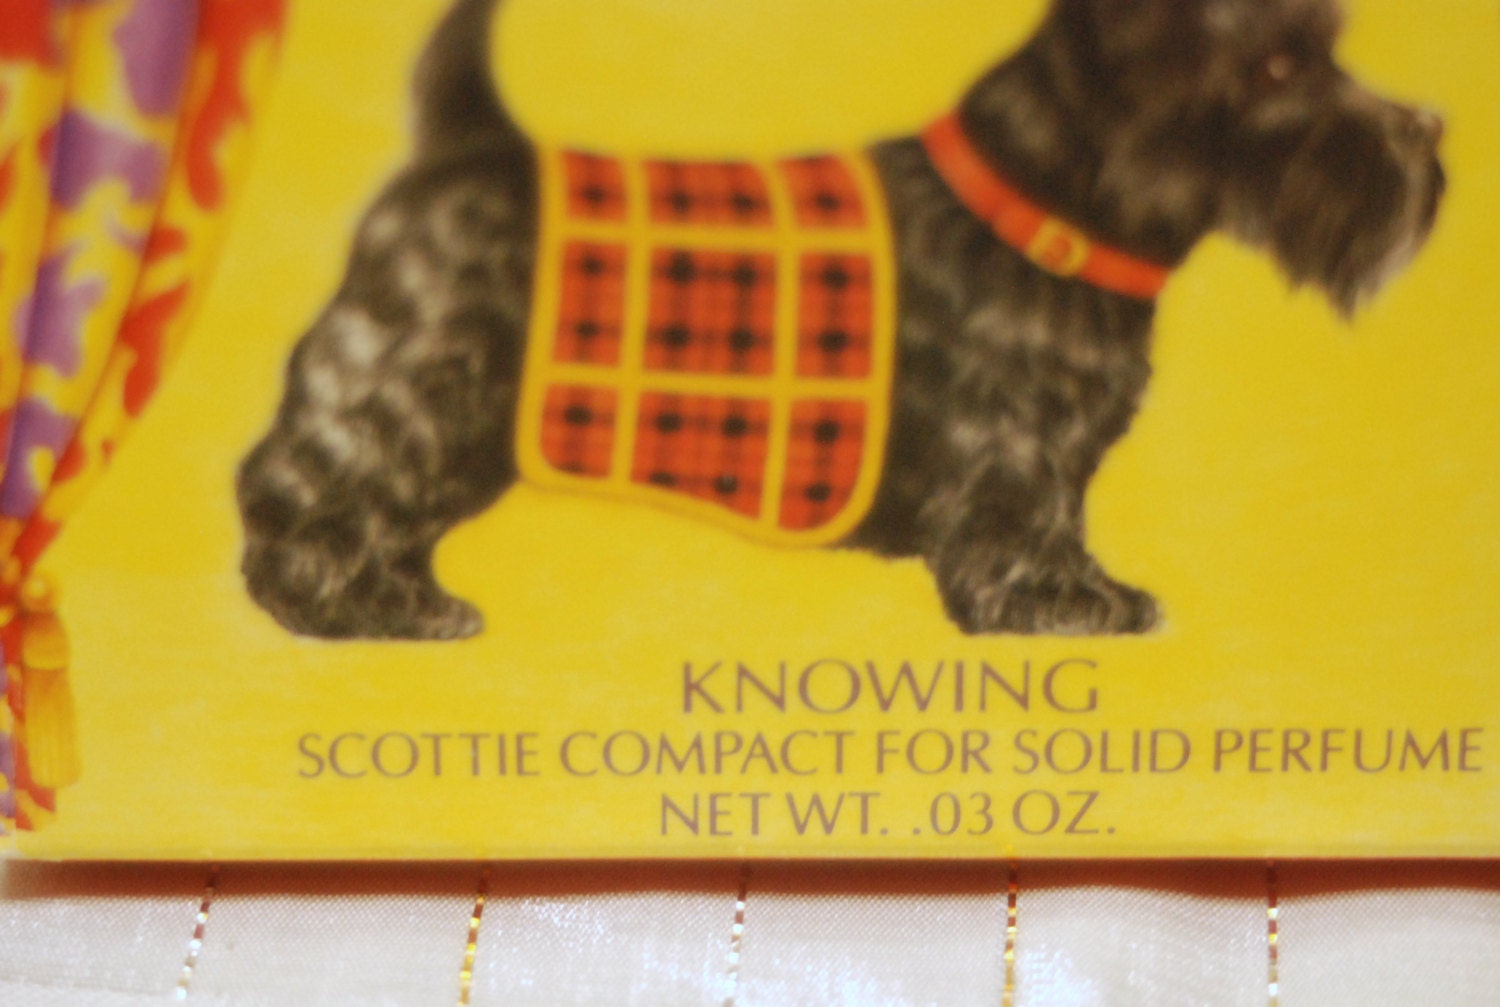 KNOWING
SCOTTIE COMPACT FOR SOLID PERFUME
NET WT. .03 OZ.